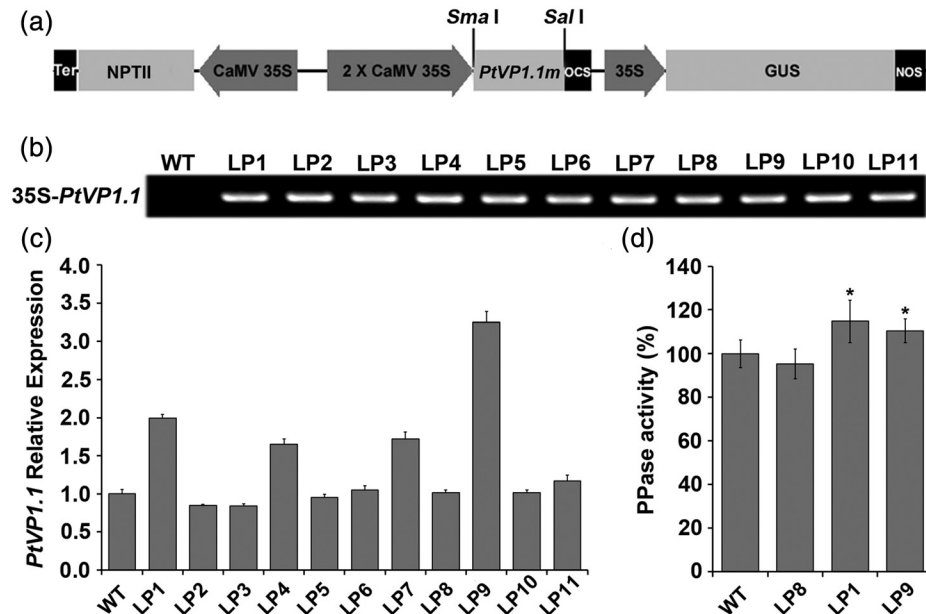 (a)
Sma I Sal I
Ter NPTII CaMV 35S 2 X CaMV 35S PtVP1.1m OCS 35S GUS NOS
(b)
WT LP1 LP2 LP3 LP4 LP5 LP6 LP7 LP8 LP9 LP10 LP11
35S-PtVP1.1
(c)
PtVP1.1 Relative Expression
4.0
3.5
3.0
2.5
2.0
1.5
1.0
0.5
0.0
WT LP1 LP2 LP3 LP4 LP5 LP6 LP7 LP8 LP9 LP10 LP11
(d)
PPase activity (%)
140
120
100
80
60
40
20
0
* *
WT LP8 LP1 LP9